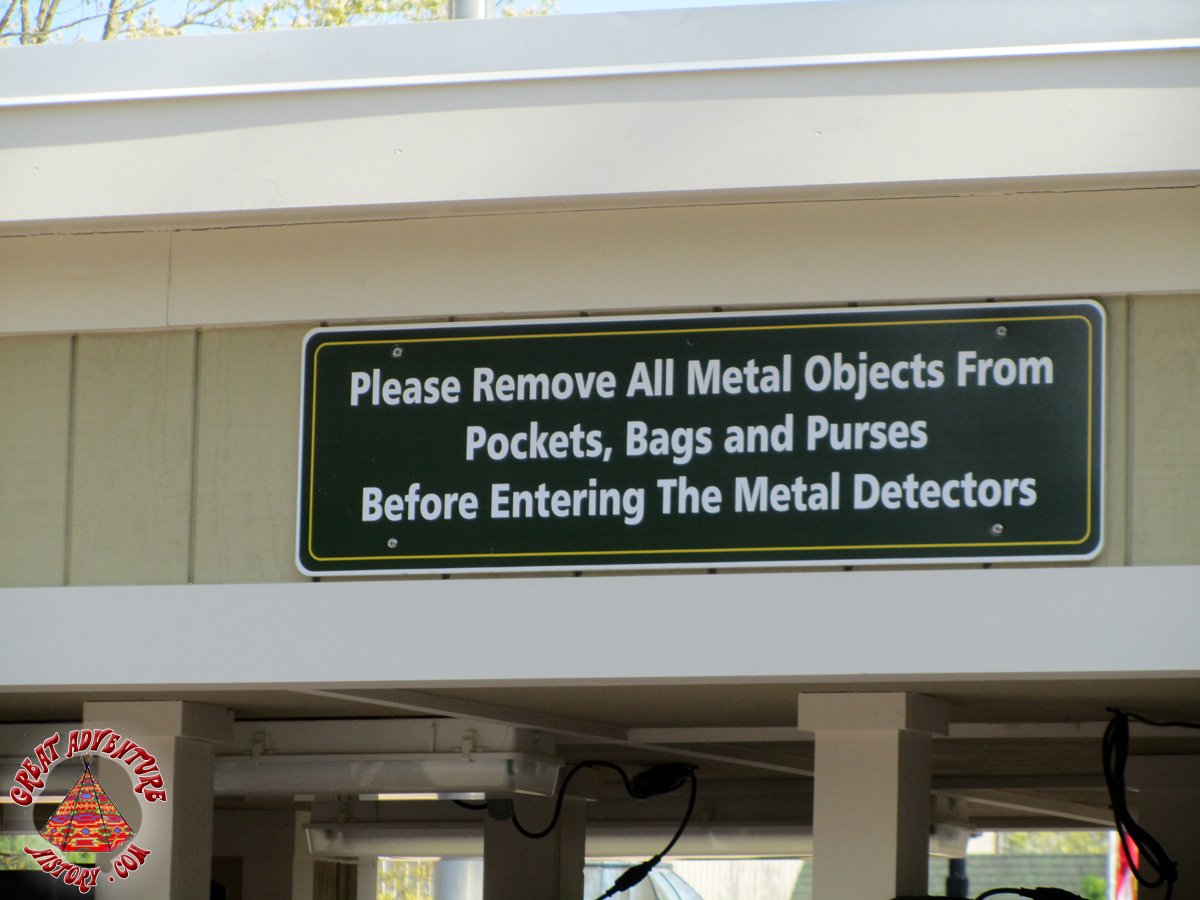 Please Remove All Metal Objects From
Pockets, Bags and Purses
Before Entering The Metal Detectors
GREAT ADVENTURE
HISTORY.COM